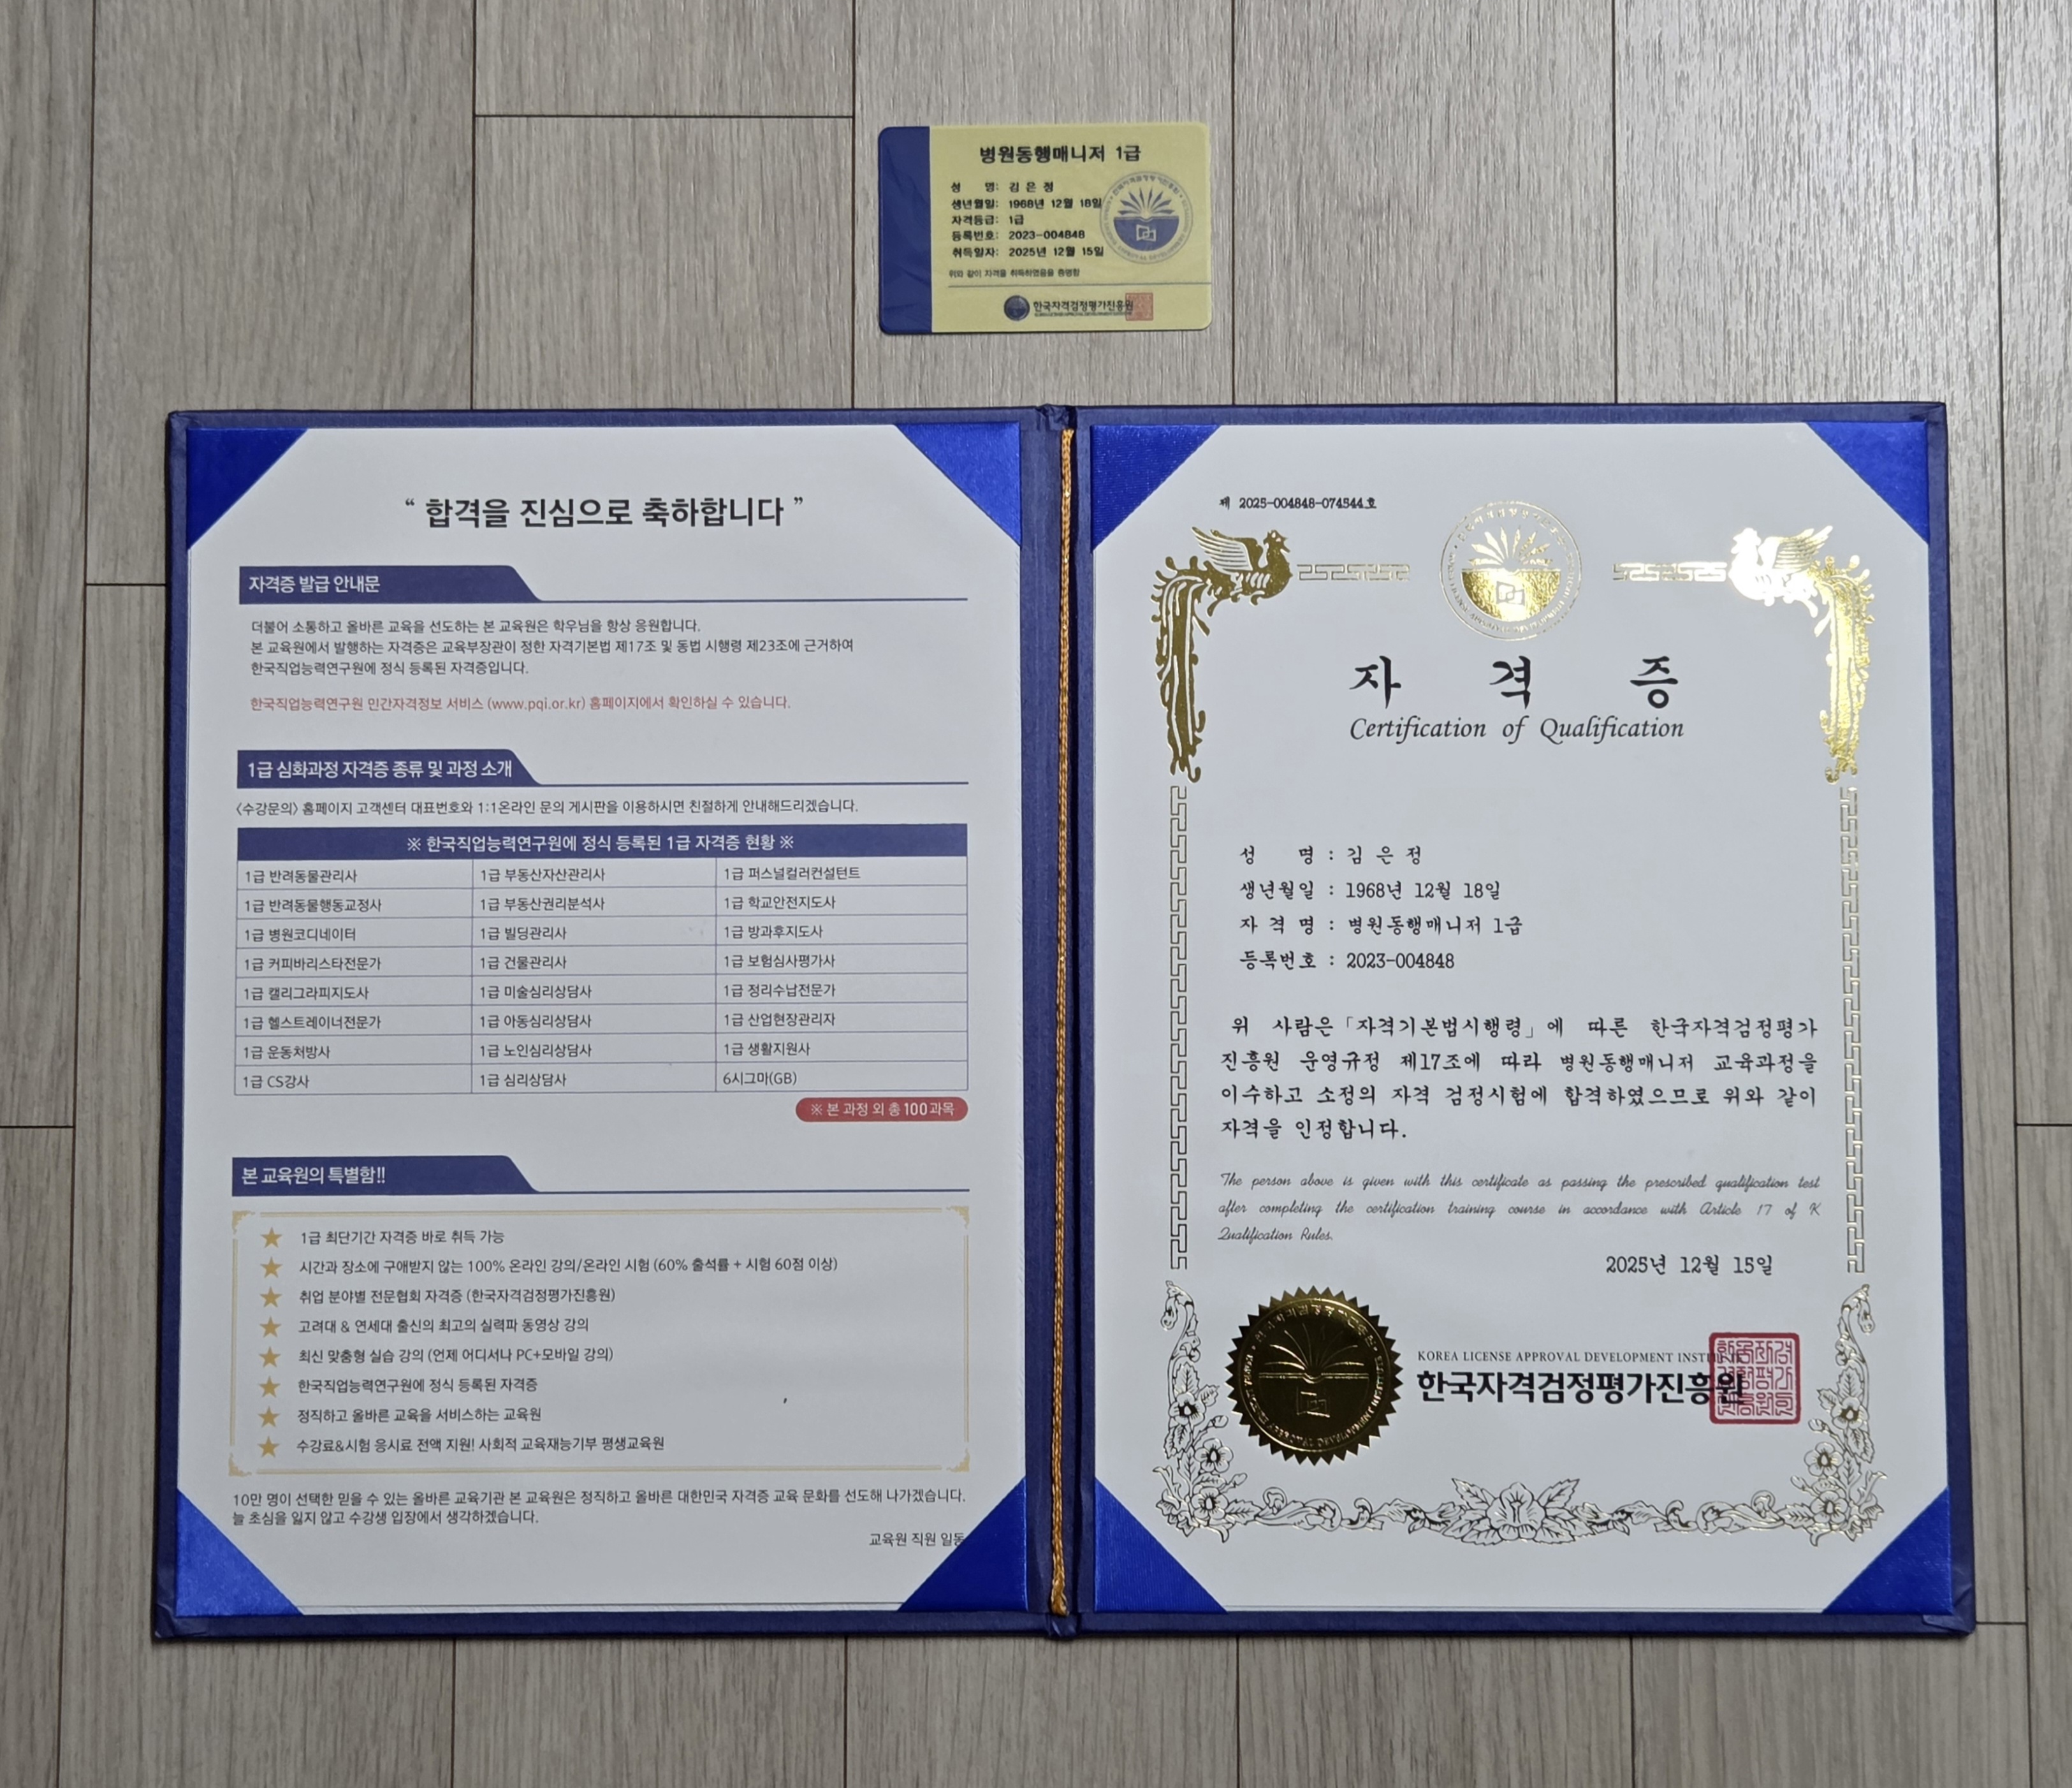 병원동행매니저 1급
성 명: 김 은 정
생년월일: 1968년 12월 18일
자격등급: 1급
등록번호: 2023-004848
취득일자: 2025년 12월 15일
위와 같이 자격을 취득하였음을 증명함
한국자격검정평가진흥원
“ 합격을 진심으로 축하합니다 ”
자격증 발급 안내문
더불어 소통하고 올바른 교육을 선도하는 본 교육원은 학우님을 항상 응원합니다.
본 교육원에서 발행하는 자격증은 교육부장관이 정한 자격기본법 제17조 및 동법 시행령 제23조에 근거하여
한국직업능력연구원에 정식 등록된 자격증입니다.
한국직업능력연구원 민간자격정보 서비스 (www.pqi.or.kr) 홈페이지에서 확인하실 수 있습니다.
1급 심화과정 자격증 종류 및 과정 소개
<수강문의> 홈페이지 고객센터 대표번호와 1:1온라인 문의 게시판을 이용하시면 친절하게 안내해드리겠습니다.
※ 한국직업능력연구원에 정식 등록된 1급 자격증 현황 ※
1급 반려동물관리사 1급 부동산자산관리사 1급 퍼스널컬러컨설턴트
1급 반려동물행동교정사 1급 부동산권리분석사 1급 학교안전지도사
1급 병원코디네이터 1급 빌딩관리사 1급 방과후지도사
1급 커피바리스타전문가 1급 건물관리사 1급 보험심사평가사
1급 캘리그라피지도사 1급 미술심리상담사 1급 정리수납전문가
1급 헬스트레이너전문가 1급 아동심리상담사 1급 산업현장관리자
1급 운동처방사 1급 노인심리상담사 1급 생활지원사
1급 CS강사 1급 심리상담사 6시그마(GB)
※ 본 과정 외 총 100과목
본 교육원의 특별함!!
1급 최단기간 자격증 바로 취득 가능
시간과 장소에 구애받지 않는 100% 온라인 강의/온라인 시험 (60% 출석률 + 시험 60점 이상)
취업 분야별 전문협회 자격증 (한국자격검정평가진흥원)
고려대 & 연세대 출신의 최고의 실력파 동영상 강의
최신 맞춤형 실습 강의 (언제 어디서나 PC+모바일 강의)
한국직업능력연구원에 정식 등록된 자격증
정직하고 올바른 교육을 서비스하는 교육원
수강료&시험 응시료 전액 지원! 사회적 교육재능기부 평생교육원
10만 명이 선택한 믿을 수 있는 올바른 교육기관 본 교육원은 정직하고 올바른 대한민국 자격증 교육 문화를 선도해 나가겠습니다.
늘 초심을 잃지 않고 수강생 입장에서 생각하겠습니다.
교육원 직원 일동
제 2025-004848-074544호
자 격 증
Certification of Qualification
성 명 : 김 은 정
생년월일 : 1968년 12월 18일
자 격 명 : 병원동행매니저 1급
등록번호 : 2023-004848
위 사람은「자격기본법시행령」에 따른 한국자격검정평가
진흥원 운영규정 제17조에 따라 병원동행매니저 교육과정을
이수하고 소정의 자격 검정시험에 합격하였으므로 위와 같이
자격을 인정합니다.
The person above is given with this certificate as passing the prescribed qualification test
after completing the certification training course in accordance with Article 17 of K
Qualification Rules.
2025년 12월 15일
KOREA LICENSE APPROVAL DEVELOPMENT
한국자격검정평가진흥원